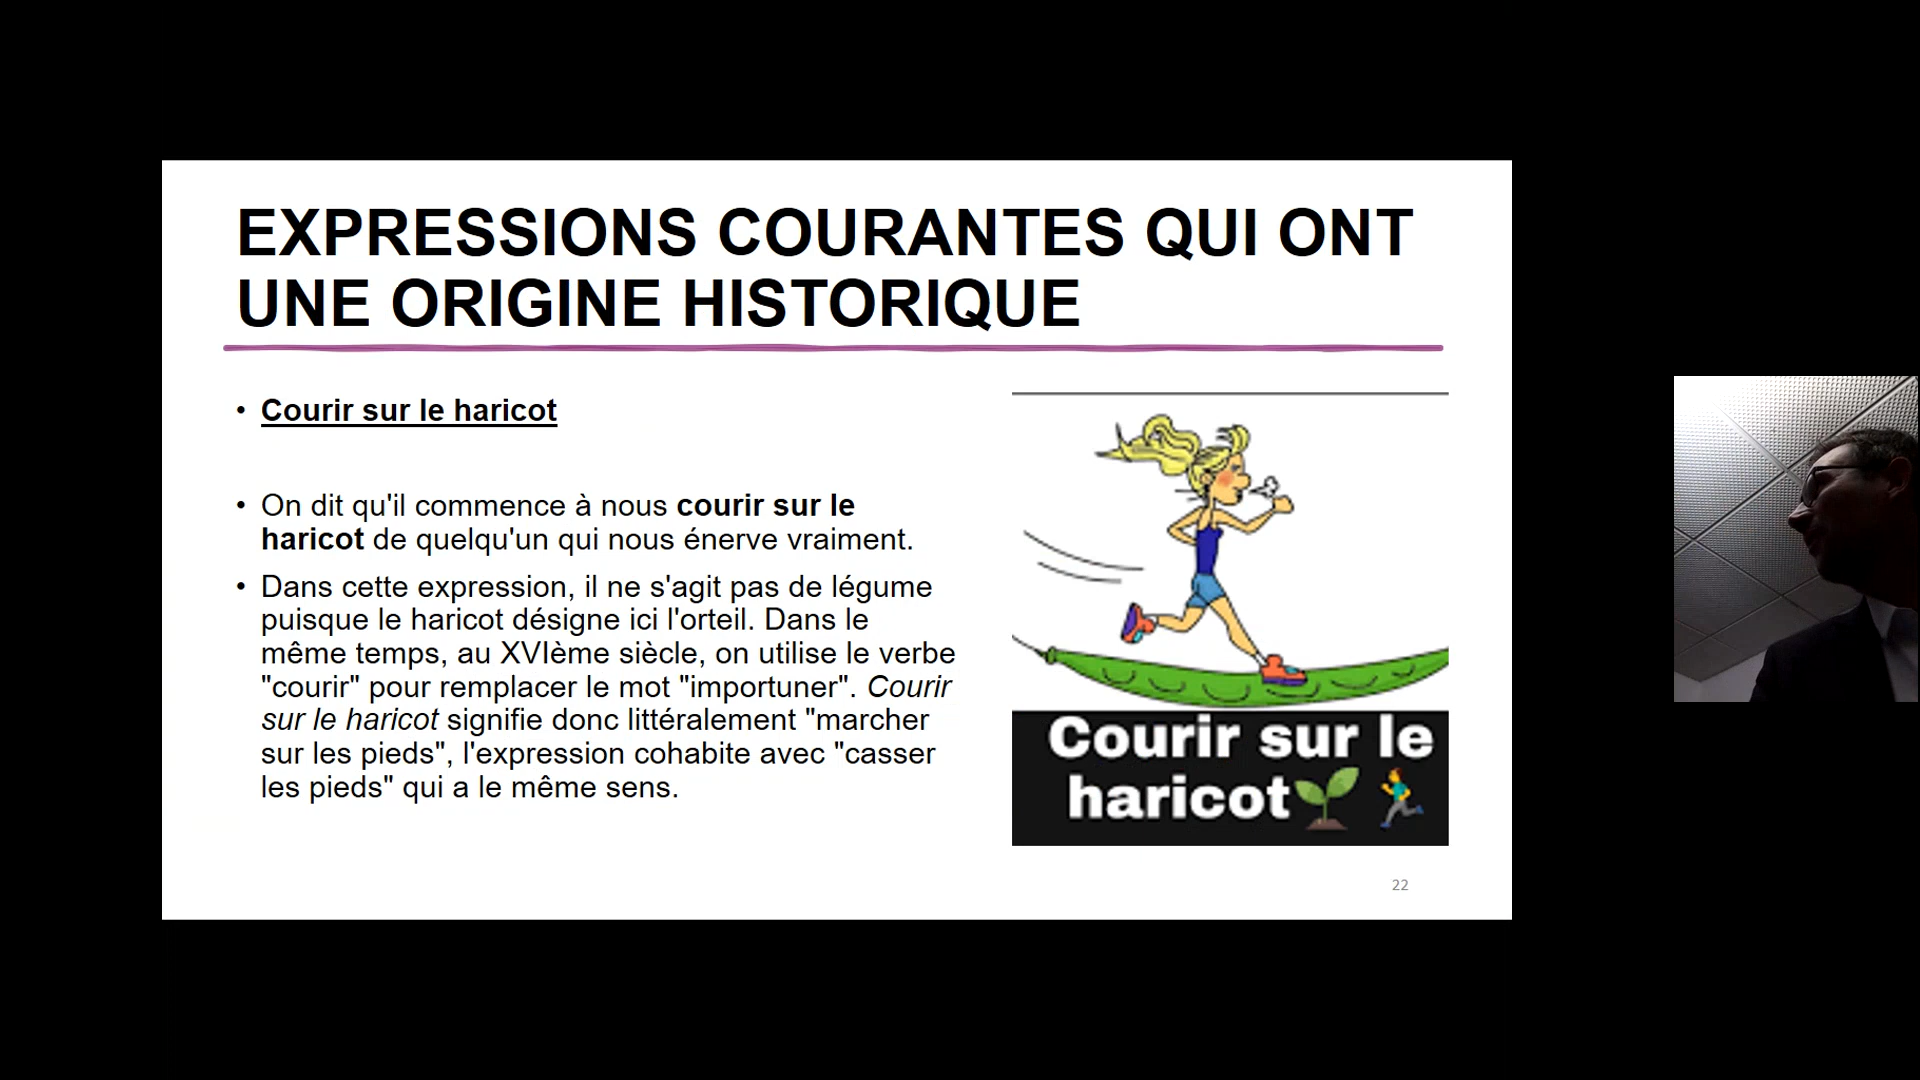 EXPRESSIONS COURANTES QUI ONT
UNE ORIGINE HISTORIQUE
• Courir sur le haricot
• On dit qu'il commence à nous courir sur le
haricot de quelqu'un qui nous énerve vraiment.
• Dans cette expression, il ne s'agit pas de légume
puisque le haricot désigne ici l'orteil. Dans le
même temps, au XVIème siècle, on utilise le verbe
"courir" pour remplacer le mot "importuner". Courir
sur le haricot signifie donc littéralement "marcher
sur les pieds", l'expression cohabite avec "casser
les pieds" qui a le même sens.
Courir sur le
haricot
22